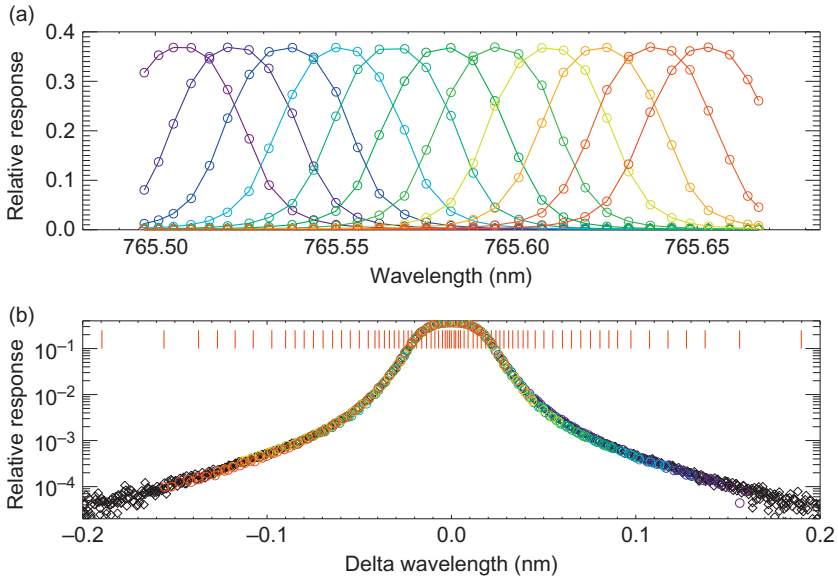 (a)
0.4
0.3
0.2
0.1
0.0
Relative response
765.50 765.55 765.60 765.65
Wavelength (nm)
(b)
10⁻¹
10⁻²
10⁻³
10⁻⁴
Relative response
−0.2 −0.1 0.0 0.1 0.2
Delta wavelength (nm)